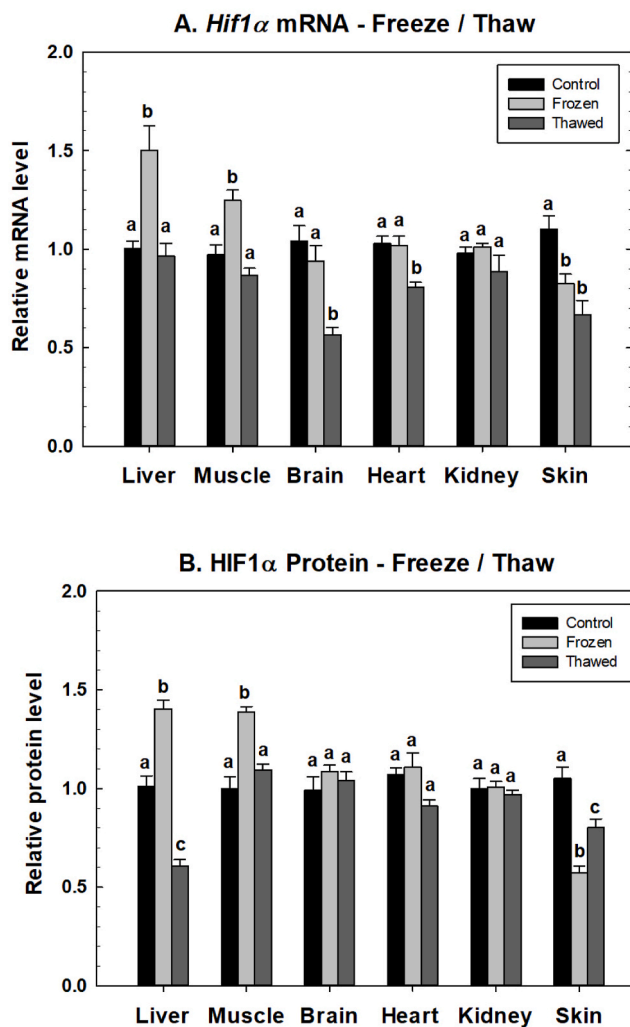 A. Hif1α mRNA - Freeze / Thaw
2.0
Control
Frozen
Thawed
b
1.5
b
a
a
a a
a
Relative mRNA level
a
a
a
a
a
a
1.0
b
b
b
b
0.5
0.0
Liver Muscle Brain Heart Kidney Skin
B. HIF1α Protein - Freeze / Thaw
2.0
Control
Frozen
Thawed
b
b
1.5
a
a
a
a
a
a
a
a
a
a
a
a a
a
Relative protein level
1.0
c
c
b
0.5
0.0
Liver Muscle Brain Heart Kidney Skin